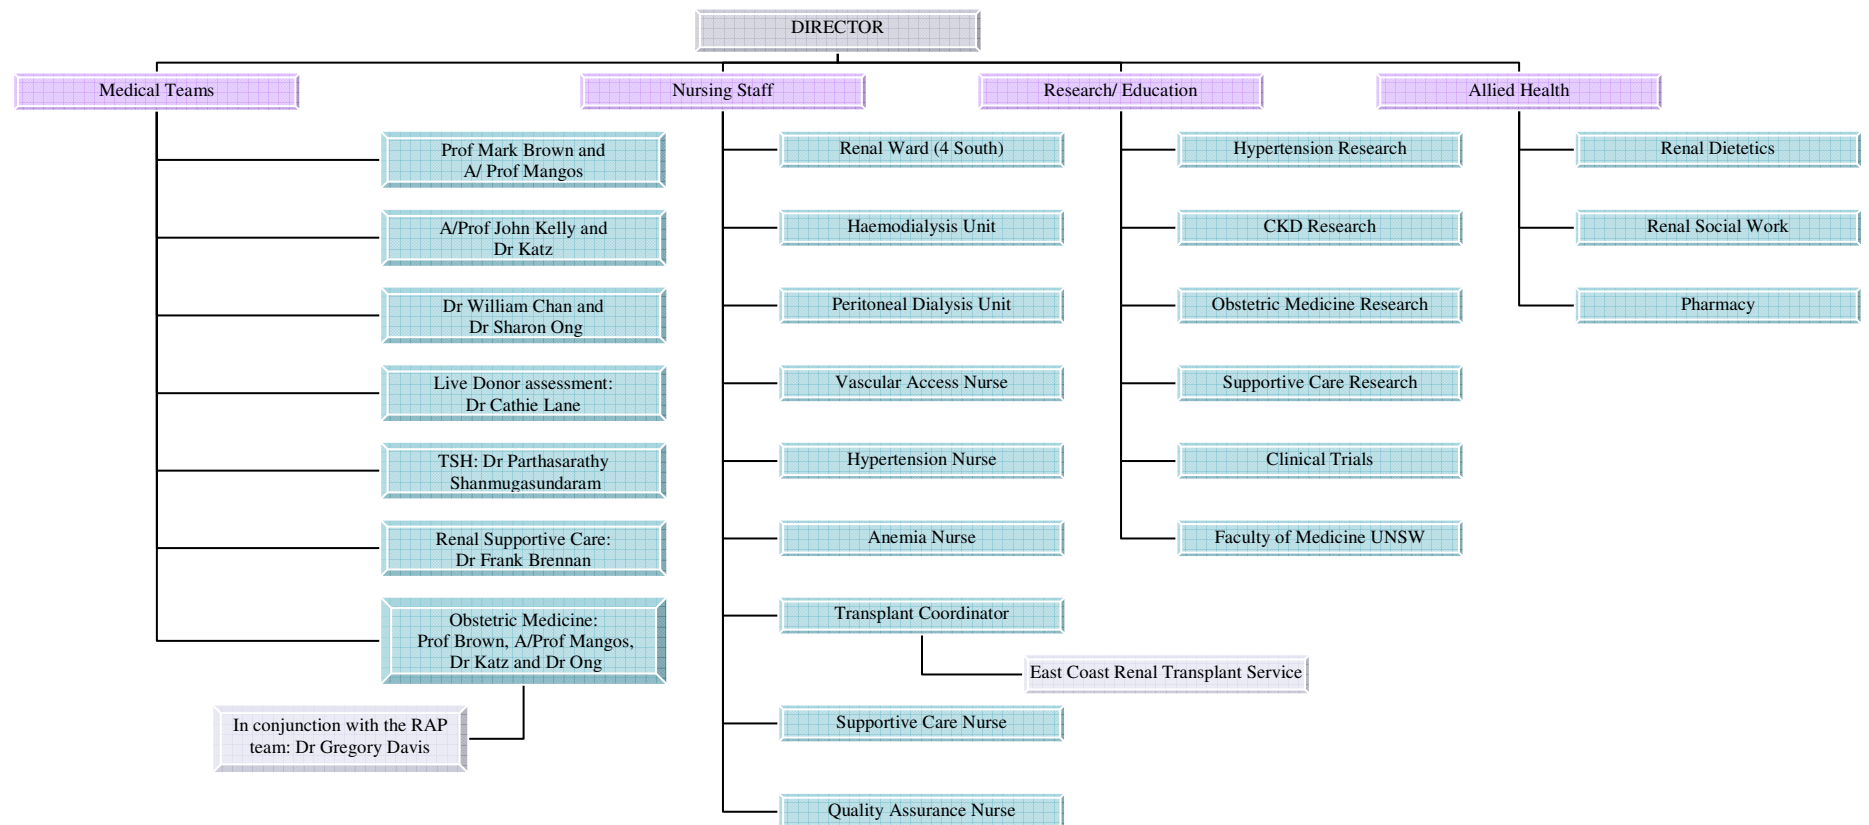 DIRECTOR
Medical Teams
Prof Mark Brown and
A/ Prof Mangos
A/Prof John Kelly and
Dr Katz
Dr William Chan and
Dr Sharon Ong
Live Donor assessment:
Dr Cathie Lane
TSH: Dr Parthasarathy
Shanmugasundaram
Renal Supportive Care:
Dr Frank Brennan
Obstetric Medicine:
Prof Brown, A/Prof Mangos,
Dr Katz and Dr Ong
In conjunction with the RAP
team: Dr Gregory Davis
Nursing Staff
Renal Ward (4 South)
Haemodialysis Unit
Peritoneal Dialysis Unit
Vascular Access Nurse
Hypertension Nurse
Anemia Nurse
Transplant Coordinator
East Coast Renal Transplant Service
Supportive Care Nurse
Quality Assurance Nurse
Research/ Education
Hypertension Research
CKD Research
Obstetric Medicine Research
Supportive Care Research
Clinical Trials
Faculty of Medicine UNSW
Allied Health
Renal Dietetics
Renal Social Work
Pharmacy